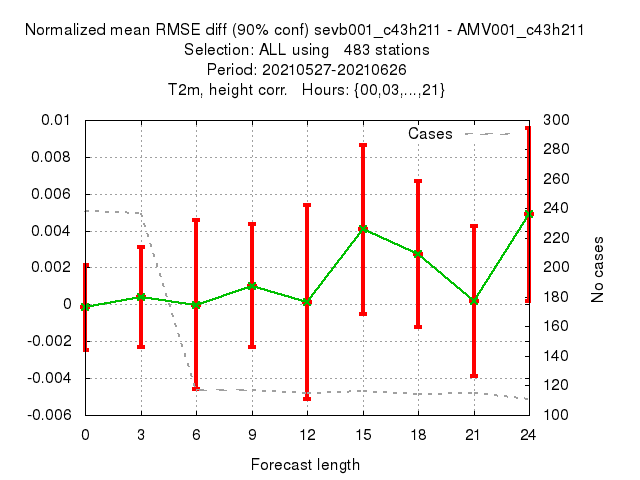 Normalized mean RMSE diff (90% conf) sevb001_c43h211 - AMV001_c43h211
Selection: ALL using   483 stations
Period: 20210527-20210626
T2m, height corr.   Hours: {00,03,...,21}
Cases
0.01
0.008
0.006
0.004
0.002
0
-0.002
-0.004
-0.006
300
280
260
240
220
200
180
160
140
120
100
No cases
0 3 6 9 12 15 18 21 24
Forecast length